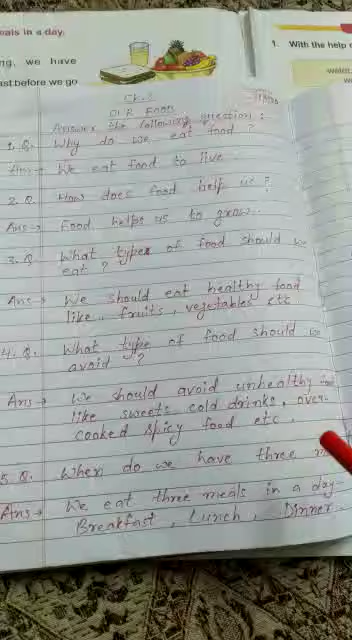 eals in a day.
ng, we have
ast before we go
1. With the help
Ch. 3
Our Food
Answer the following question :
1. Q. Why do we eat food ?
Ans → We eat food to live.
2. Q. How does food help us ?
Ans → Food helps us to grow.
3. Q. What types of food should we
eat ?
Ans → We should eat healthy food
like fruits, vegetables etc
4. Q. What type of food should we
avoid ?
Ans → We should avoid unhealthy food
like sweets cold drinks, over-
cooked spicy food etc.
5 Q. When do we have three m
Ans → We eat three meals in a day-
Breakfast, Lunch, Dinner.